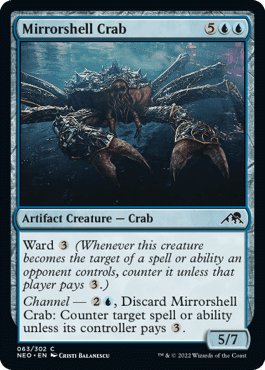 Mirrorshell Crab 5
Artifact Creature — Crab
Ward 3 (Whenever this creature
becomes the target of a spell or ability an
opponent controls, counter it unless that
player pays 3.)
Channel — 2, Discard Mirrorshell
Crab: Counter target spell or ability
unless its controller pays 3.
5/7
063/302 C
NEO • EN CRISTI BALANESCU
™ & © 2022 Wizards of the Coast